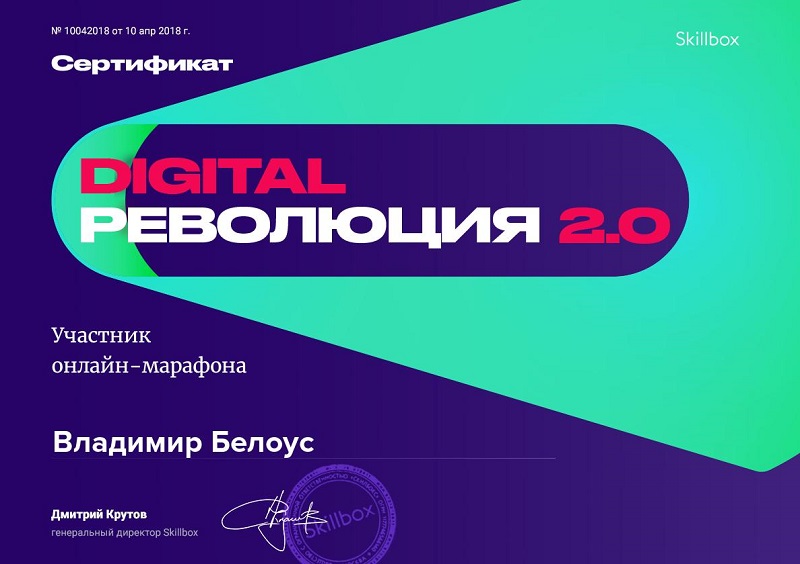 № 10042018 от 10 апр 2018 г.
Skillbox
Сертификат
DIGITAL
РЕВОЛЮЦИЯ 2.0
Участник
онлайн-марафона
Владимир Белоус
Дмитрий Крутов
генеральный директор Skillbox
Skillbox